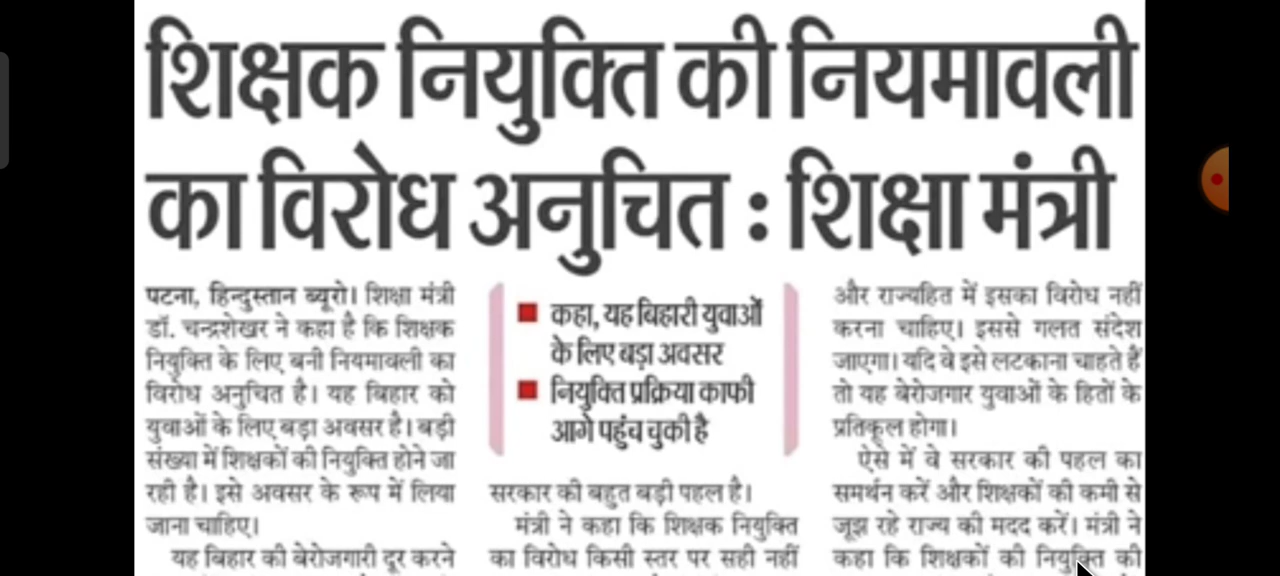 शिक्षक नियुक्ति की नियमावली
का विरोध अनुचित : शिक्षा मंत्री
पटना, हिन्दुस्तान ब्यूरो। शिक्षा मंत्री
डॉ. चन्द्रशेखर ने कहा है कि शिक्षक
नियुक्ति के लिए बनी नियमावली का
विरोध अनुचित है। यह बिहार को
युवाओं के लिए बड़ा अवसर है। बड़ी
संख्या में शिक्षकों की नियुक्ति होने जा
रही है। इसे अवसर के रूप में लिया
जाना चाहिए।
यह बिहार की बेरोजगारी दूर करने
कहा, यह बिहारी युवाओं
के लिए बड़ा अवसर
नियुक्ति प्रक्रिया काफी
आगे पहुंच चुकी है
सरकार की बहुत बड़ी पहल है।
मंत्री ने कहा कि शिक्षक नियुक्ति
का विरोध किसी स्तर पर सही नहीं
और राज्यहित में इसका विरोध नहीं
करना चाहिए। इससे गलत संदेश
जाएगा। यदि वे इसे लटकाना चाहते हैं
तो यह बेरोजगार युवाओं के हितों के
प्रतिकूल होगा।
ऐसे में वे सरकार की पहल का
समर्थन करें और शिक्षकों की कमी से
जूझ रहे राज्य की मदद करें। मंत्री ने
कहा कि शिक्षकों की नियुक्ति की